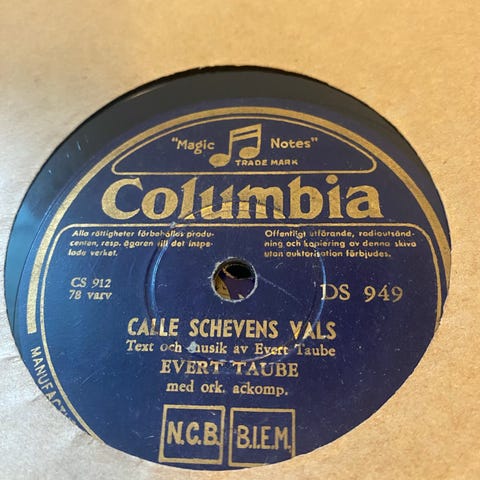 "Magic Notes"
TRADE MARK
Columbia
Alla rättigheter förbehållas produ-
centen, resp. ägaren till det inspe-
lade verket.
Offentligt utförande, radioutsänd-
ning och kopiering av denna skiva
utan auktorisation förbjudes.
CS 912
78 varv
DS 949
CALLE SCHEVENS VALS
Text och musik av Evert Taube
EVERT TAUBE
med ork. ackomp.
N.C.B.
B.I.E.M.